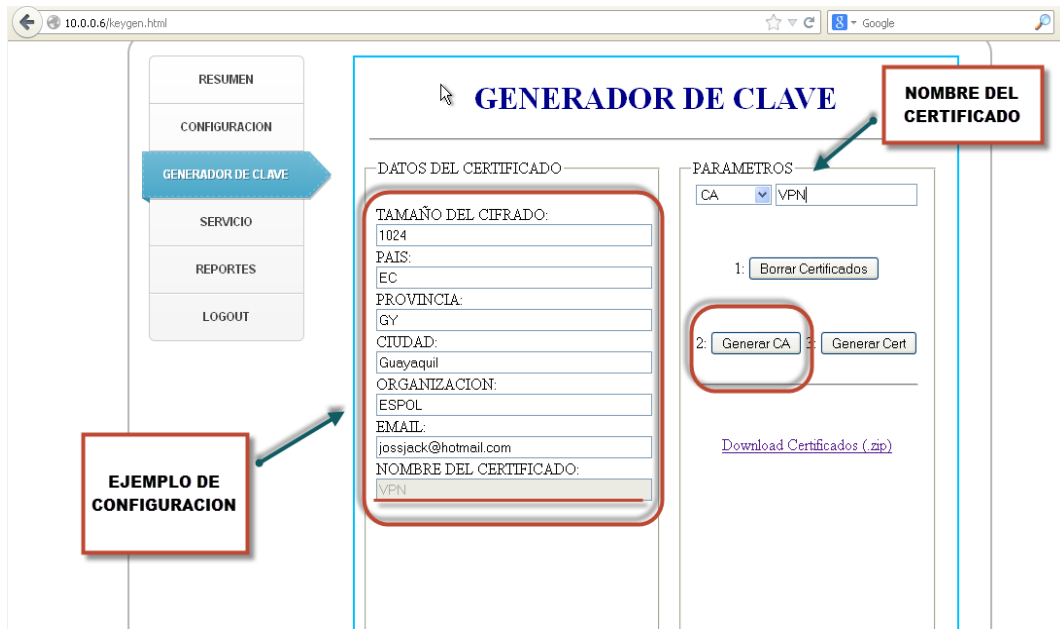 10.0.0.6/keygen.html
Google
RESUMEN
CONFIGURACION
GENERADOR DE CLAVE
SERVICIO
REPORTES
LOGOUT
GENERADOR DE CLAVE
NOMBRE DEL
CERTIFICADO
DATOS DEL CERTIFICADO
TAMAÑO DEL CIFRADO:
1024
PAIS:
EC
PROVINCIA:
GY
CIUDAD:
Guayaquil
ORGANIZACION:
ESPOL
EMAIL:
jossjack@hotmail.com
NOMBRE DEL CERTIFICADO:
VPN
PARAMETROS
CA VPN
1: Borrar Certificados
2: Generar CA 3: Generar Cert
Download Certificados (.zip)
EJEMPLO DE
CONFIGURACION